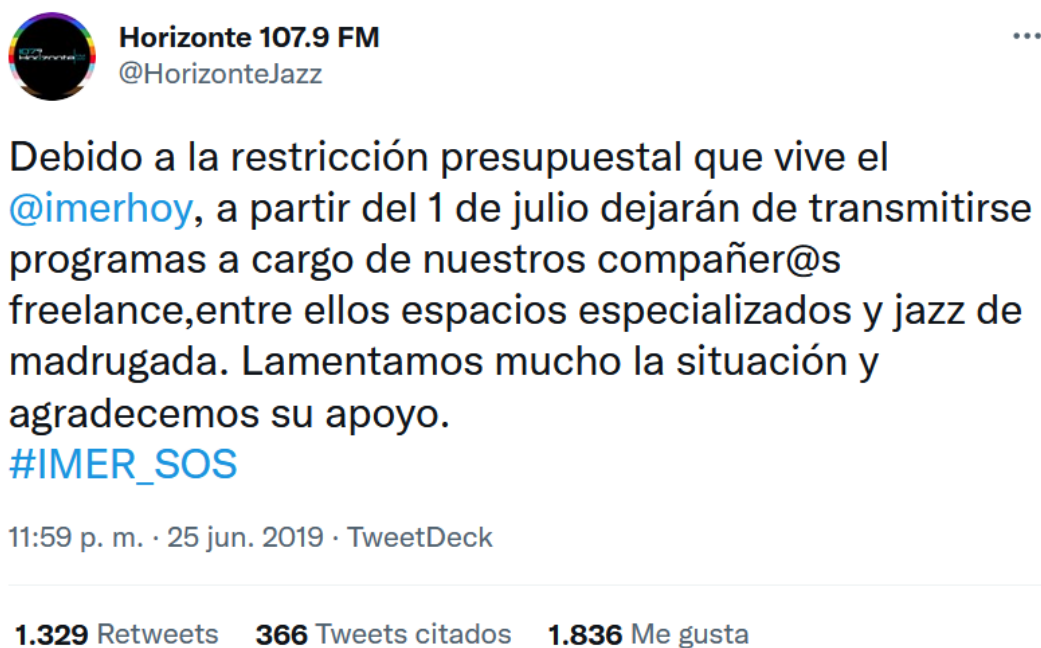 Horizonte 107.9 FM
@HorizonteJazz
Debido a la restricción presupuestal que vive el
@imerhoy, a partir del 1 de julio dejarán de transmitirse
programas a cargo de nuestros compañer@s
freelance,entre ellos espacios especializados y jazz de
madrugada. Lamentamos mucho la situación y
agradecemos su apoyo.
#IMER_SOS
11:59 p. m. · 25 jun. 2019 · TweetDeck
1.329 Retweets 366 Tweets citados 1.836 Me gusta